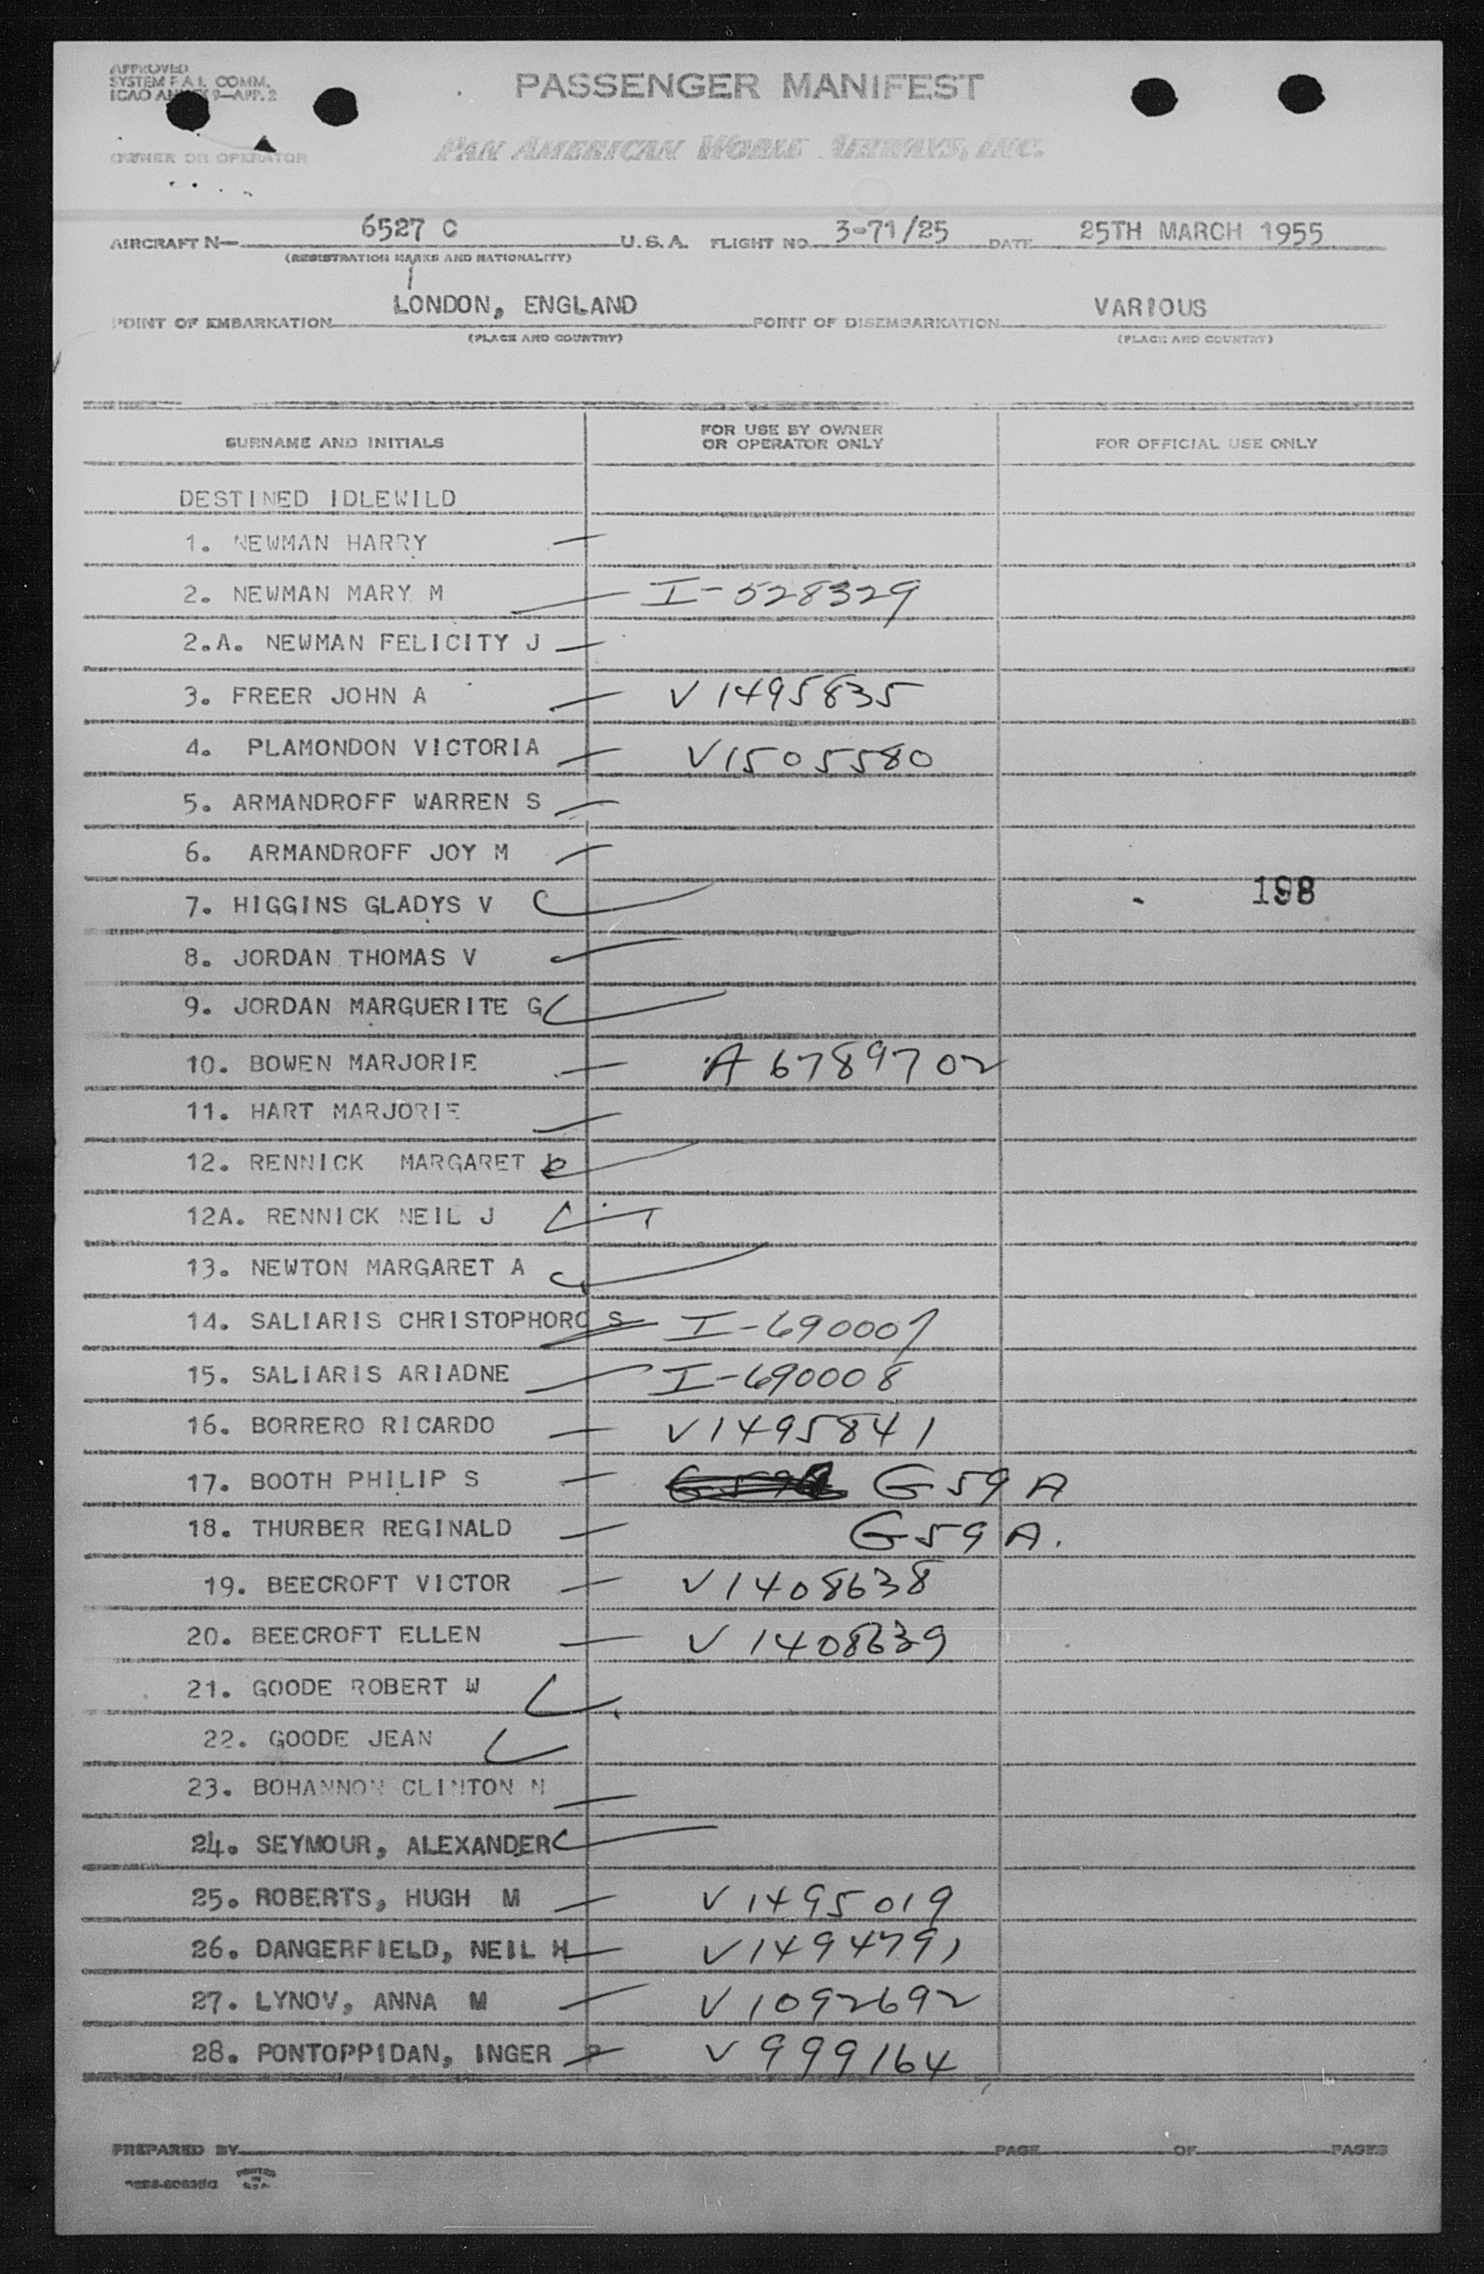 APPROVED
SYSTEM F.A.I. COMM.
ICAO ANNEX 9—APP. 2
PASSENGER MANIFEST
OWNER OR OPERATOR
PAN AMERICAN WORLD AIRWAYS, INC.
AIRCRAFT N— 6527 C U.S.A. FLIGHT NO. 3-71/25 DATE 25TH MARCH 1955
(REGISTRATION MARKS AND NATIONALITY)
POINT OF EMBARKATION LONDON, ENGLAND POINT OF DISEMBARKATION VARIOUS
(PLACE AND COUNTRY) (PLACE AND COUNTRY)
SURNAME AND INITIALS FOR USE BY OWNER OR OPERATOR ONLY FOR OFFICIAL USE ONLY
DESTINED IDLEWILD
1. NEWMAN HARRY
2. NEWMAN MARY M I-528329
2.A. NEWMAN FELICITY J
3. FREER JOHN A V1495835
4. PLAMONDON VICTORIA V1505580
5. ARMANDROFF WARREN S
6. ARMANDROFF JOY M
7. HIGGINS GLADYS V 198
8. JORDAN THOMAS V
9. JORDAN MARGUERITE G
10. BOWEN MARJORIE A6789702
11. HART MARJORIE
12. RENNICK MARGARET
12A. RENNICK NEIL J
13. NEWTON MARGARET A
14. SALIARIS CHRISTOPHORO S I-690007
15. SALIARIS ARIADNE I-690008
16. BORRERO RICARDO V1495841
17. BOOTH PHILIP S G59A
18. THURBER REGINALD G59A.
19. BEECROFT VICTOR V1408638
20. BEECROFT ELLEN V1408639
21. GOODE ROBERT W
22. GOODE JEAN
23. BOHANNON CLINTON N
24. SEYMOUR, ALEXANDER
25. ROBERTS, HUGH M V1495019
26. DANGERFIELD, NEIL H V1494791
27. LYNOV, ANNA M V1092692
28. PONTOPPIDAN, INGER P V999164
PREPARED BY PAGE OF PAGES
PRINTED IN U.S.A.